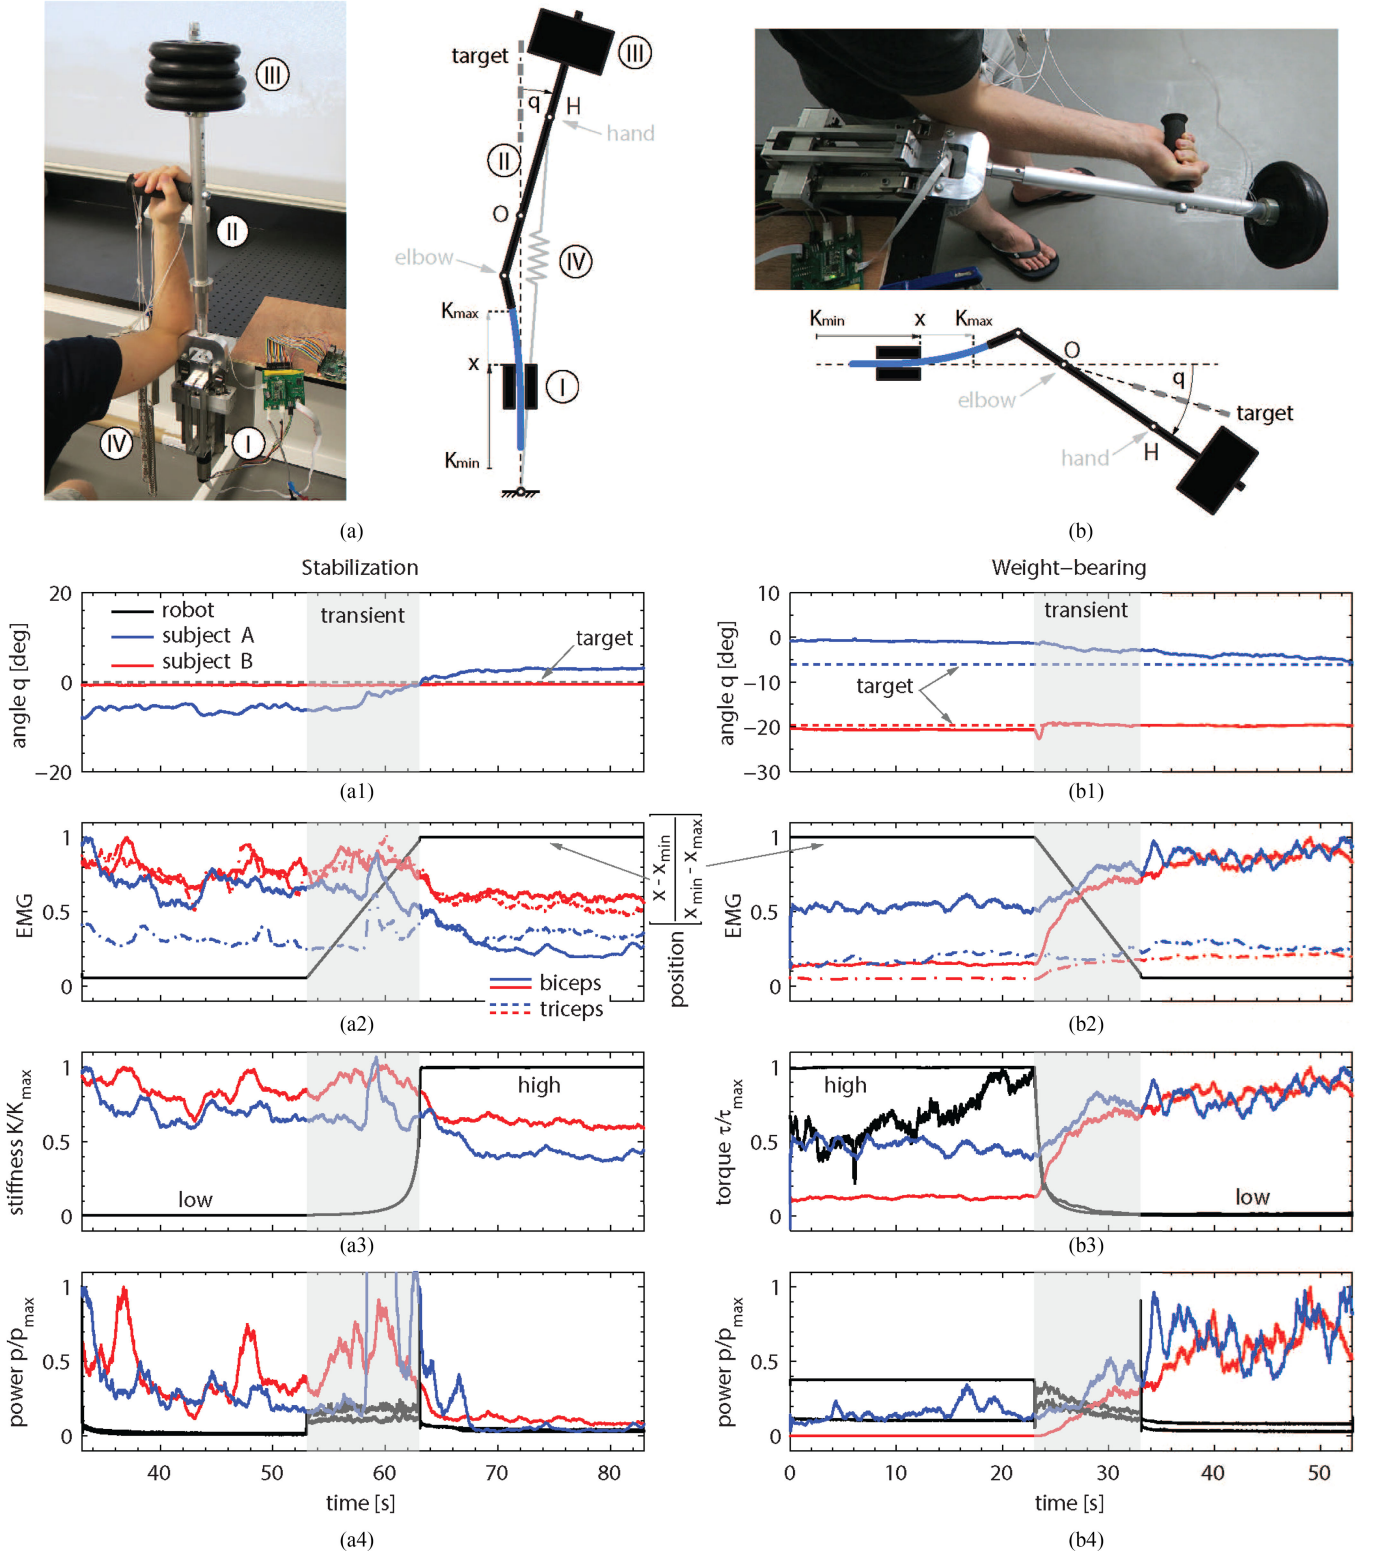 III
II
IV
I
target
III
q
H
hand
II
O
IV
elbow
Kmax
x
I
Kmin
(a)
Kmin
x
Kmax
O
q
elbow
target
hand
H
(b)
Stabilization
20
0
−20
angle q [deg]
robot
subject A
subject B
transient
target
(a1)
1
0.5
0
EMG
biceps
triceps
(a2)
position [ x - xmin / xmin - xmax ]
1
0.5
0
stiffness K/Kmax
low
high
(a3)
1
0.5
0
power p/pmax
40
50
60
70
80
time [s]
(a4)
Weight−bearing
10
0
−10
−20
−30
angle q [deg]
transient
target
(b1)
1
0.5
0
EMG
(b2)
1
0.5
0
torque τ/τmax
high
low
(b3)
1
0.5
0
power p/pmax
0
10
20
30
40
50
time [s]
(b4)